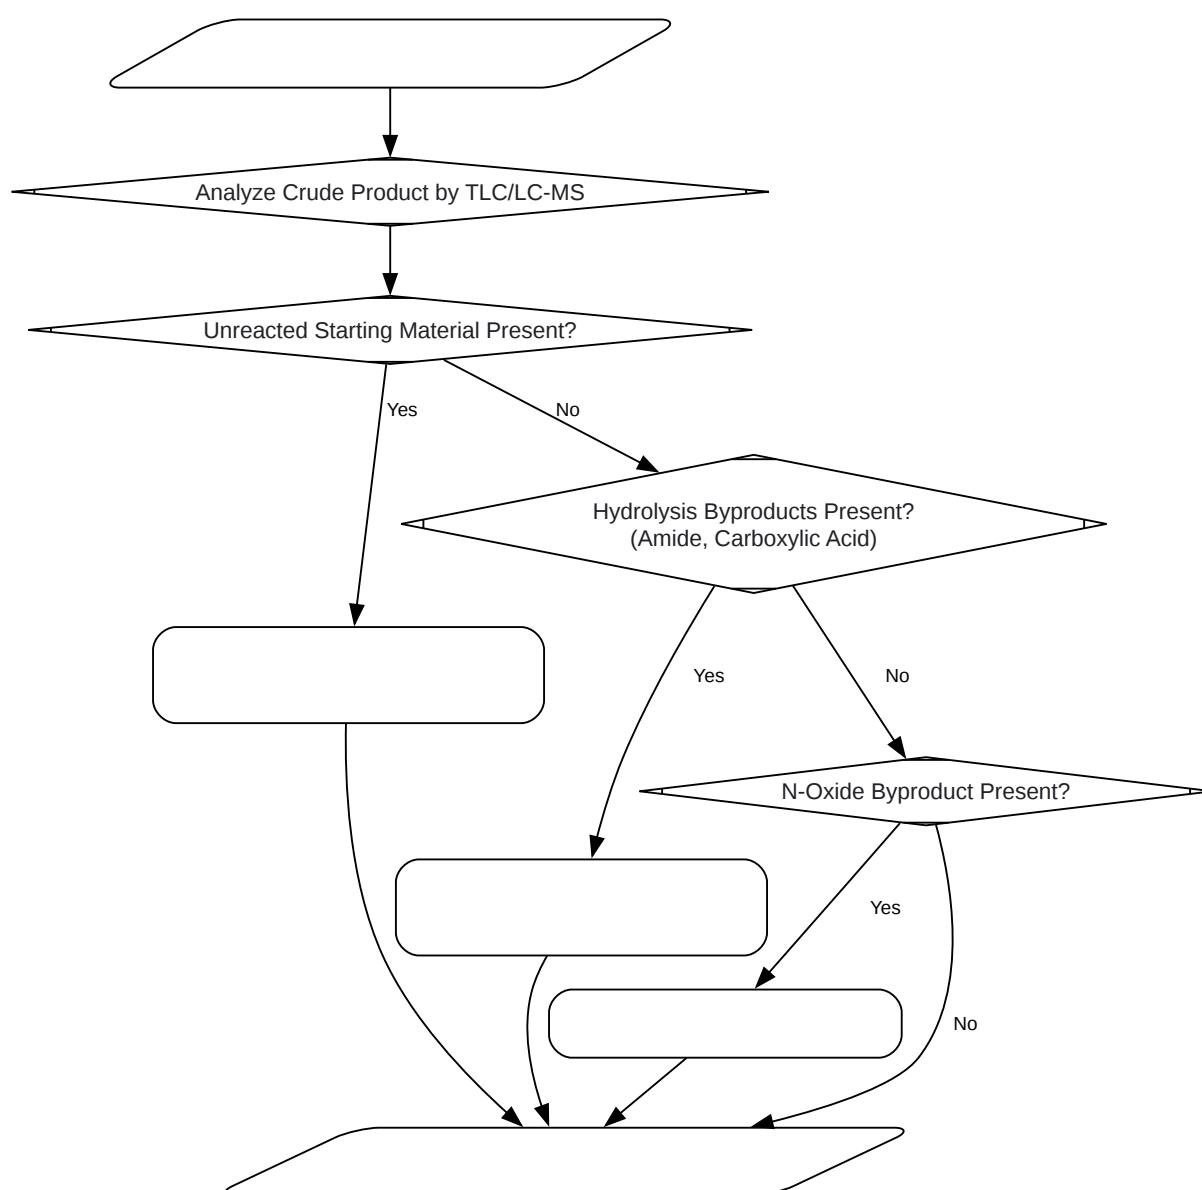 Analyze Crude Product by TLC/LC-MS
Unreacted Starting Material Present?
Yes
No
Hydrolysis Byproducts Present?
(Amide, Carboxylic Acid)
Yes
No
N-Oxide Byproduct Present?
Yes
No